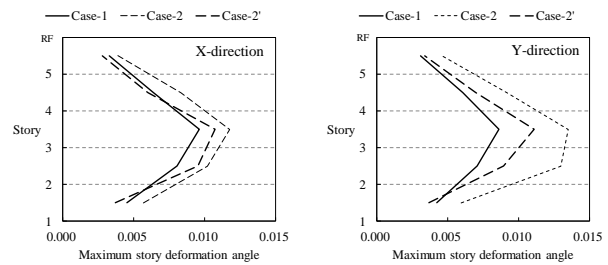 Case-1 Case-2 Case-2'
RF
X-direction
5
4
Story
3
2
1
0.000 0.005 0.010 0.015
Maximum story deformation angle
Case-1 Case-2 Case-2'
RF
Y-direction
5
4
Story
3
2
1
0.000 0.005 0.010 0.015
Maximum story deformation angle